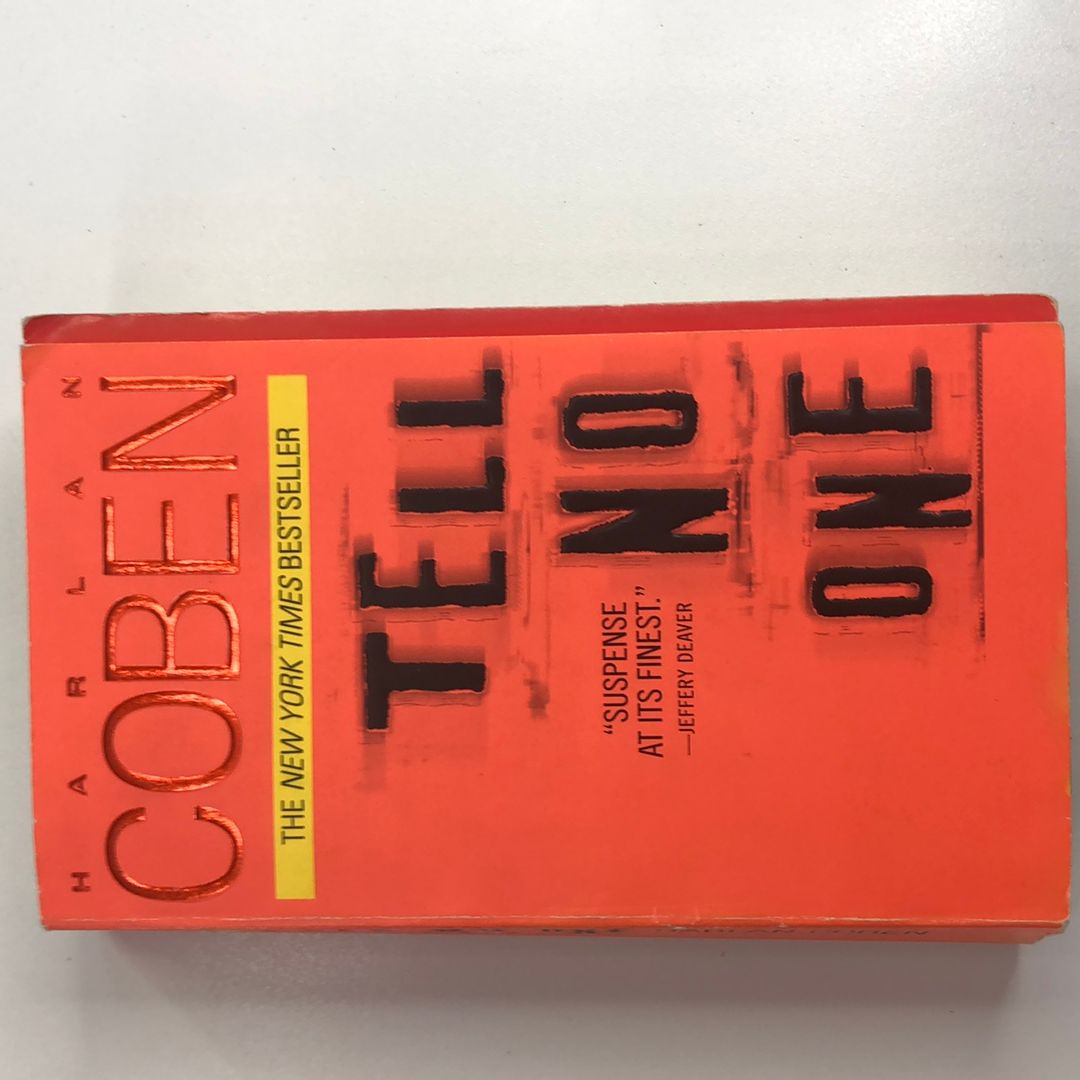 HARLAN
COBEN
THE NEW YORK TIMES BESTSELLER
TELL
NO
ONE
“SUSPENSE
AT ITS FINEST.”
—JEFFERY DEAVER